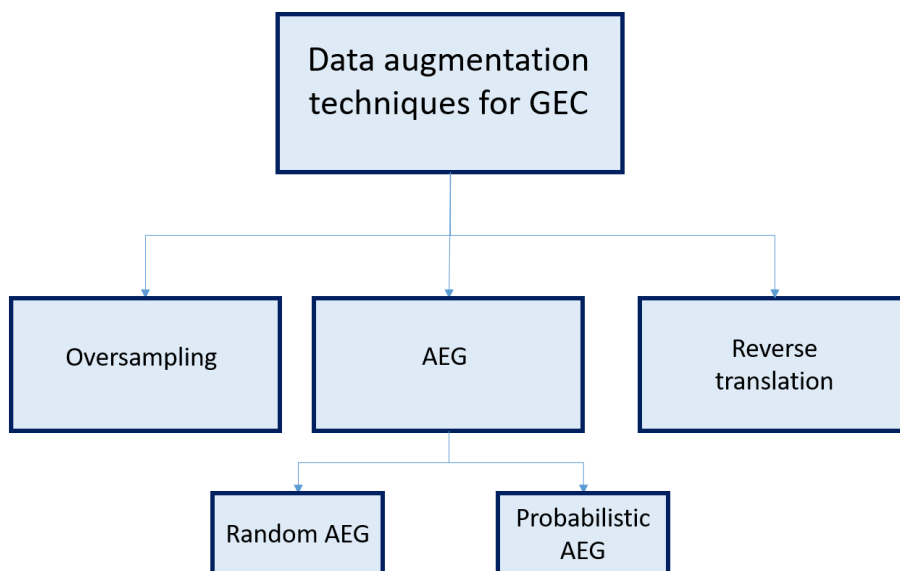 Data augmentation
techniques for GEC
Oversampling
AEG
Reverse
translation
Random AEG
Probabilistic
AEG